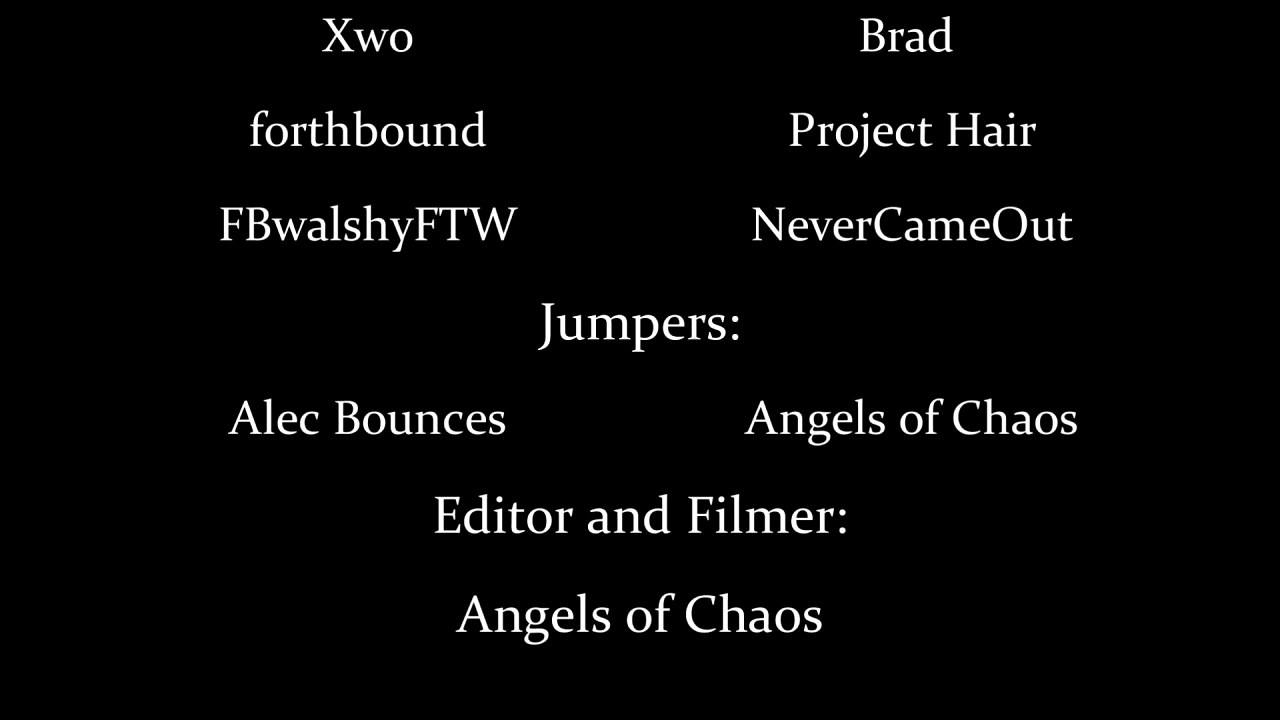 Xwo Brad
forthbound Project Hair
FBwalshyFTW NeverCameOut
Jumpers:
Alec Bounces Angels of Chaos
Editor and Filmer:
Angels of Chaos